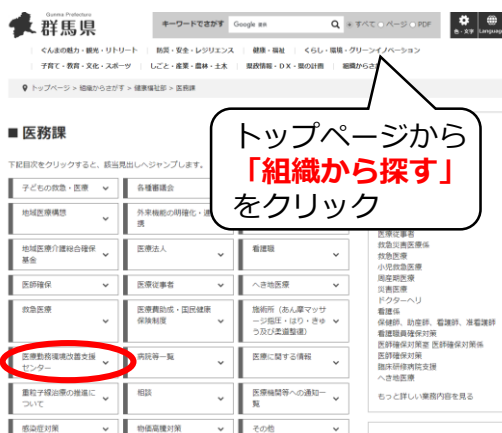 Gunma Prefecture
群馬県
キーワードでさがす
Google
すべて ページ PDF
色・文字
Language
ぐんまの魅力・観光・リトリート
防災・安全・レジリエンス
健康・福祉
くらし・環境・グリーンイノベーション
子育て・教育・文化・スポーツ
しごと・産業・農林・土木
県政情報・DX・県の計画
組織からさ
トップページ > 組織からさがす > 健康福祉部 > 医務課
医務課
下記目次をクリックすると、該当見出しへジャンプします。
トップページから
「組織から探す」
をクリック
子どもの救急・医療
各種審議会
地域医療構想
外来機能の明確化・連
携
地域医療介護総合確保
基金
医療法人
看護職
医師確保
医療従事者
へき地医療
救急医療
医療費助成・国民健康
保険制度
施術所（あん摩マッサ
ージ指圧・はり・きゅ
う及び柔道整復）
医療勤務環境改善支援
センター
病院等一覧
医療に関する情報
重粒子線治療の推進に
ついて
相談
医療機関等への通知一
覧
感染症対策
物価高騰対策
その他
医療従事者
救急災害医療係
救急医療
小児救急医療
周産期医療
災害医療
ドクターヘリ
看護係
保健師、助産師、看護師、准看護師
看護職員確保対策
医師確保対策室 医師確保対策係
医師確保対策
臨床研修病院支援
へき地医療
もっと詳しい業務内容を見る